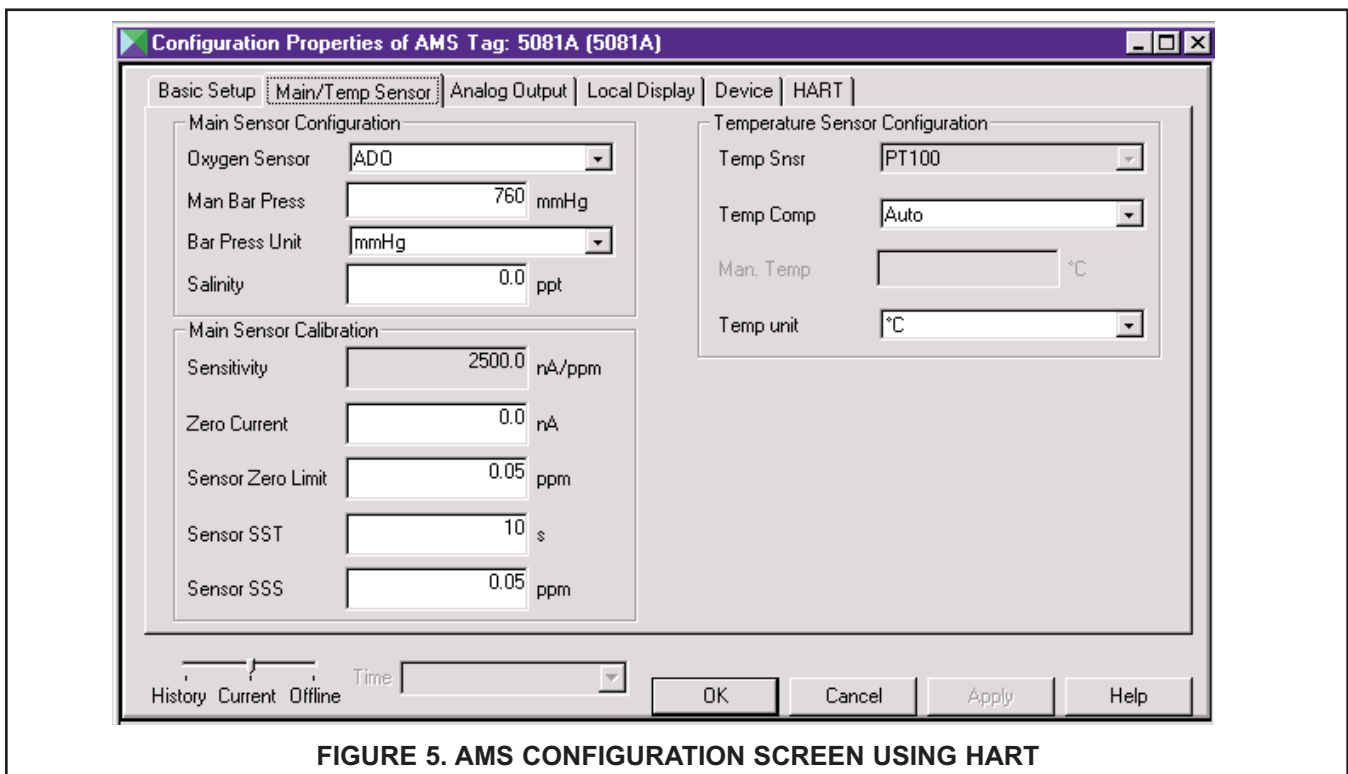 Configuration Properties of AMS Tag: 5081A (5081A)
Basic Setup Main/Temp Sensor Analog Output Local Display Device HART
Main Sensor Configuration
Oxygen Sensor ADO
Man Bar Press 760 mmHg
Bar Press Unit mmHg
Salinity 0.0 ppt
Main Sensor Calibration
Sensitivity 2500.0 nA/ppm
Zero Current 0.0 nA
Sensor Zero Limit 0.05 ppm
Sensor SST 10 s
Sensor SSS 0.05 ppm
Temperature Sensor Configuration
Temp Snsr PT100
Temp Comp Auto
Man. Temp °C
Temp unit °C
History Current Offline
Time
OK Cancel Apply Help
FIGURE 5. AMS CONFIGURATION SCREEN USING HART